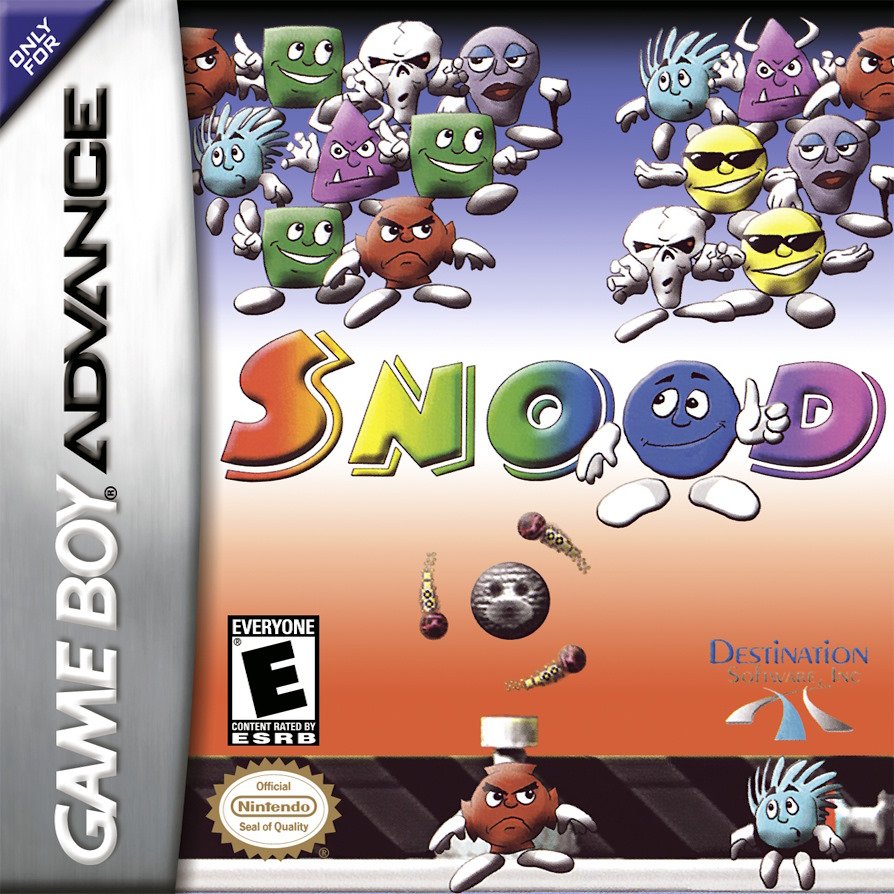 ONLY
FOR
GAME BOY ADVANCE
®
SNOOD
EVERYONE
®
E
CONTENT RATED BY
ESRB
DESTINATION
SOFTWARE, INC
Official
Nintendo
Seal of Quality
®